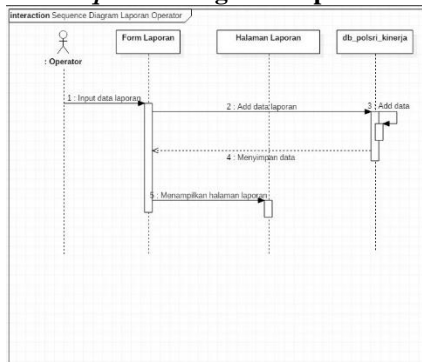 interaction Sequence Diagram Laporan Operator
Form Laporan
Halaman Laporan
db_polsri_kinerja
: Operator
1 : Input data laporan
2 : Add data laporan
3 : Add data
4 : Menyimpan data
5 : Menampilkan halaman laporan